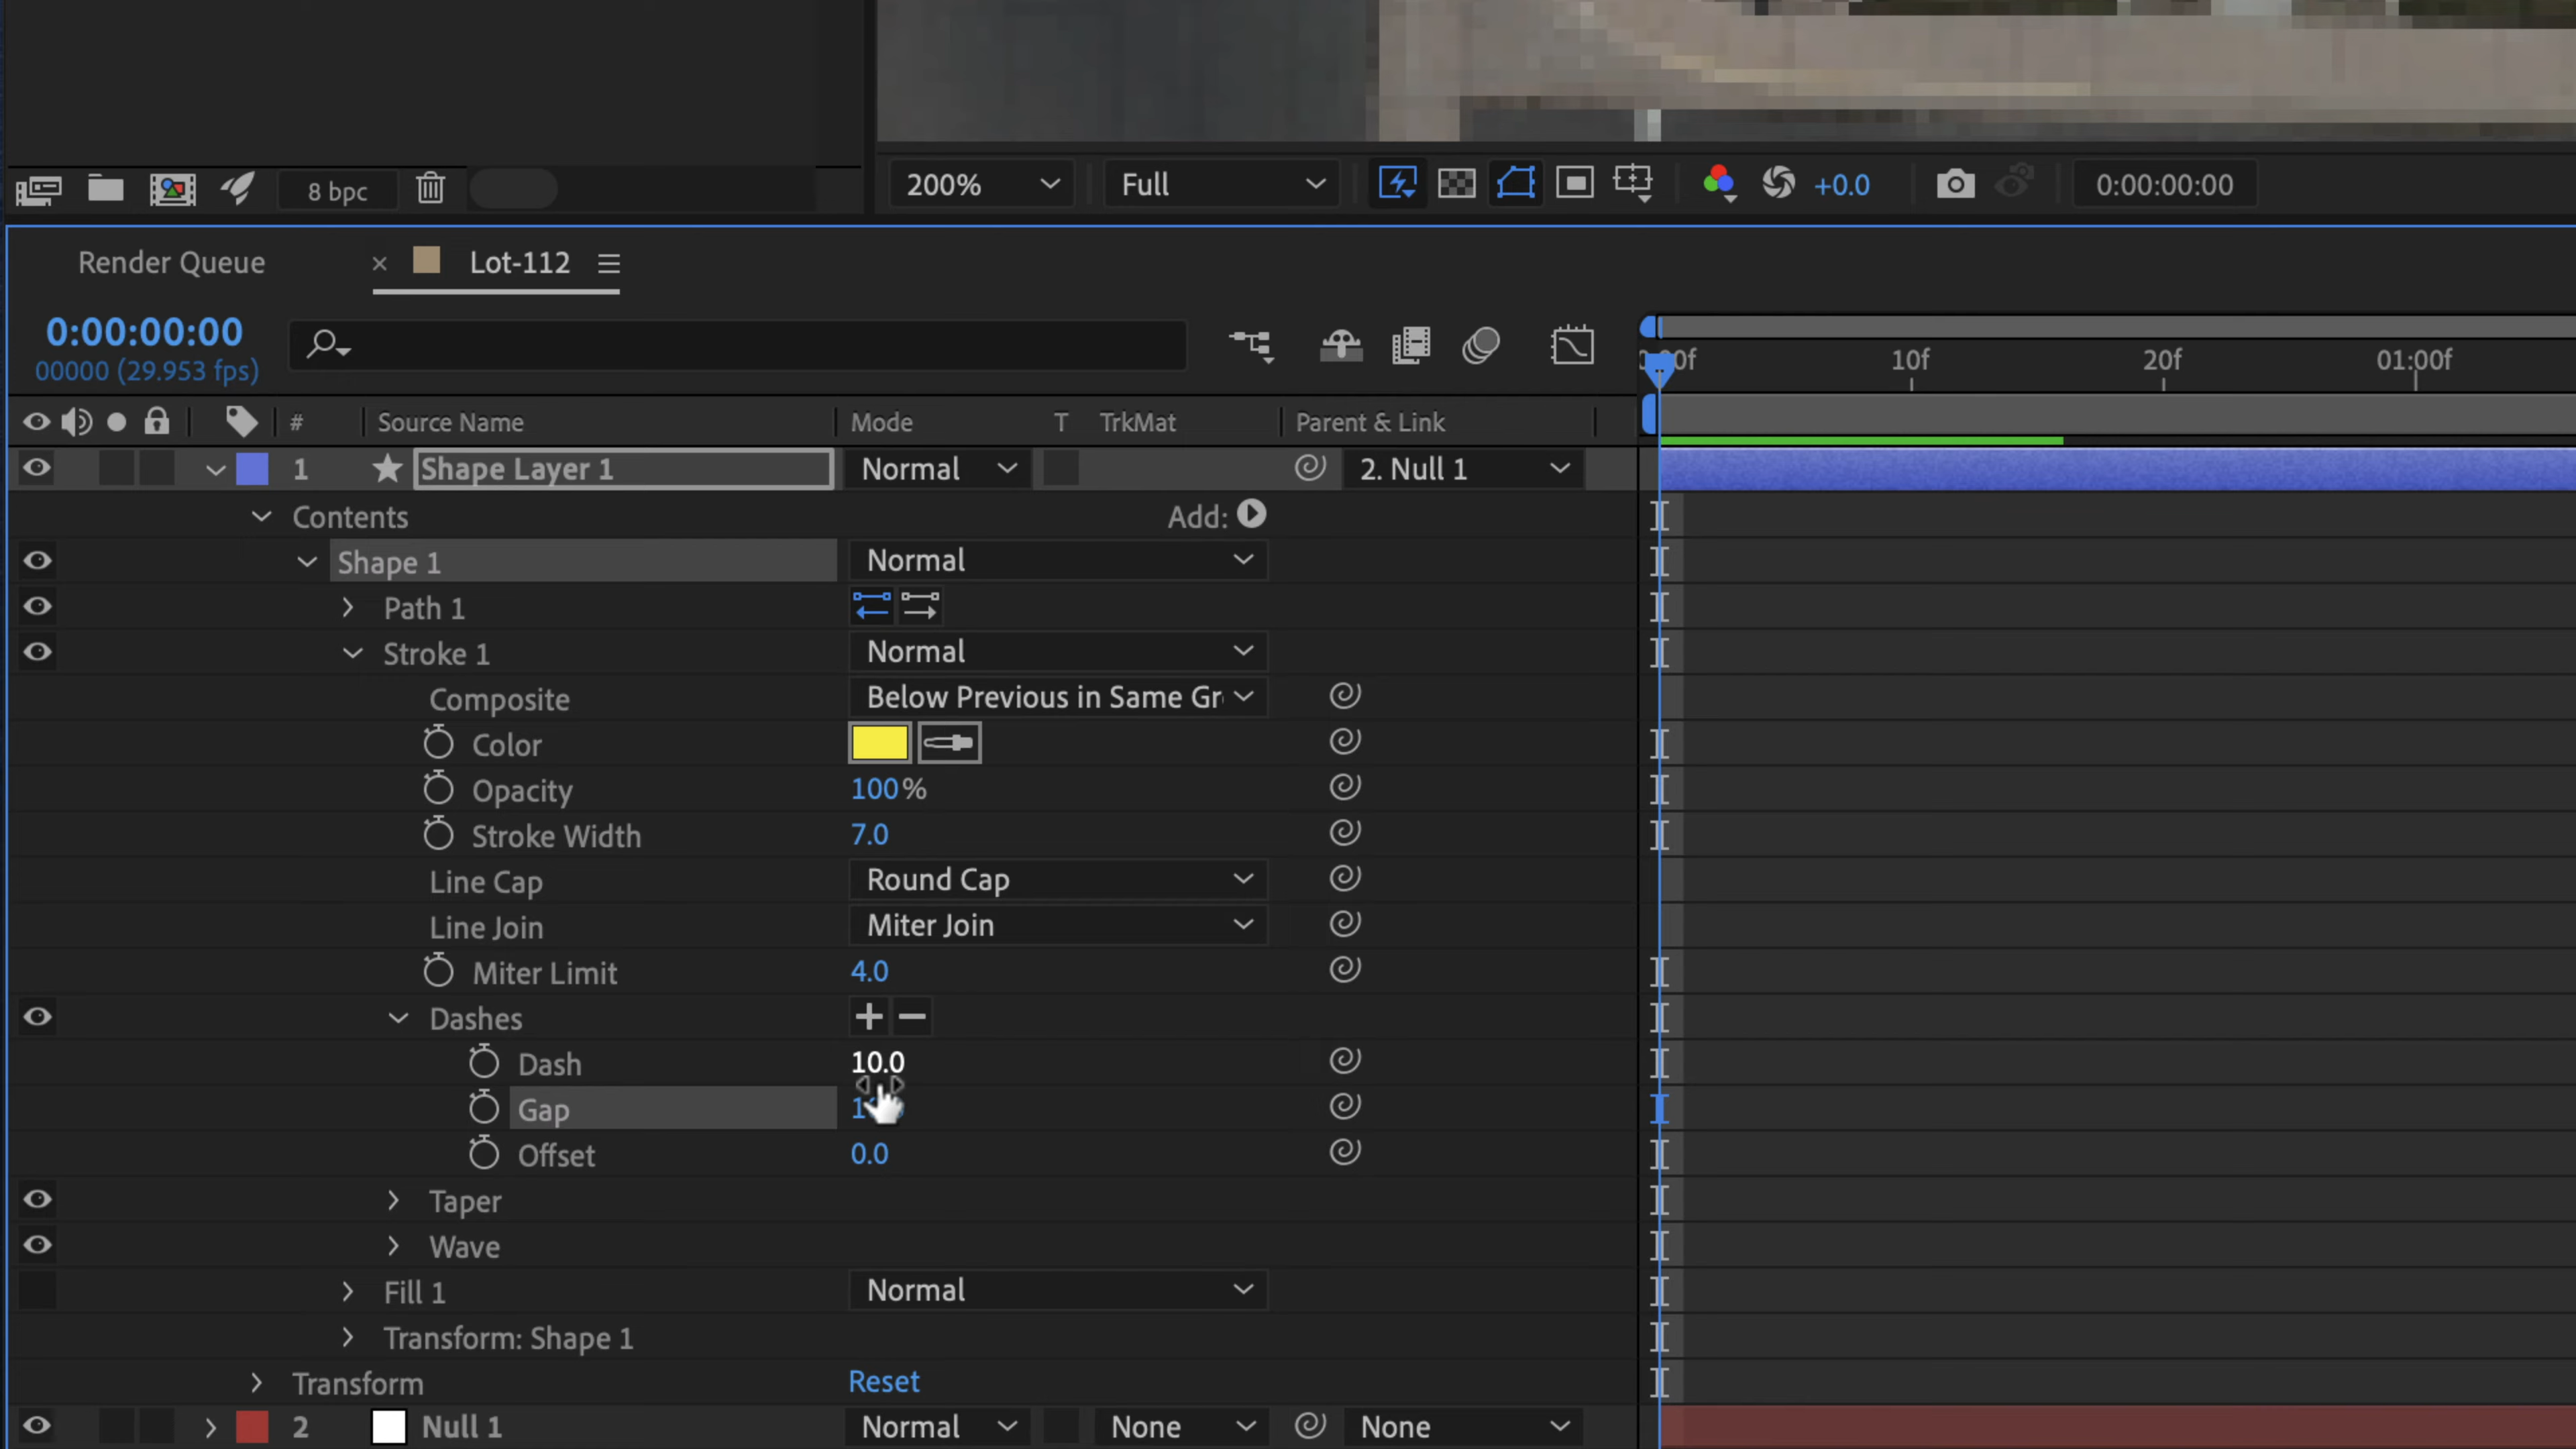 8 bpc
200%
Full
+0.0
0:00:00:00
Render Queue
Lot-112
0:00:00:00
00000 (29.953 fps)
10f
20f
01:00f
#
Source Name
Mode
T
TrkMat
Parent & Link
1
Shape Layer 1
Normal
2. Null 1
Contents
Add:
Shape 1
Normal
Path 1
Stroke 1
Normal
Composite
Below Previous in Same Gr
Color
Opacity
100%
Stroke Width
7.0
Line Cap
Round Cap
Line Join
Miter Join
Miter Limit
4.0
Dashes
Dash
10.0
Gap
Offset
0.0
Taper
Wave
Fill 1
Normal
Transform: Shape 1
Transform
Reset
2
Null 1
Normal
None
None